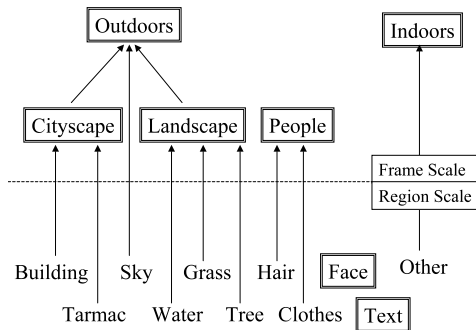 Outdoors
Indoors
Cityscape
Landscape
People
Frame Scale
Region Scale
Building
Sky
Grass
Hair
Face
Other
Tarmac
Water
Tree
Clothes
Text